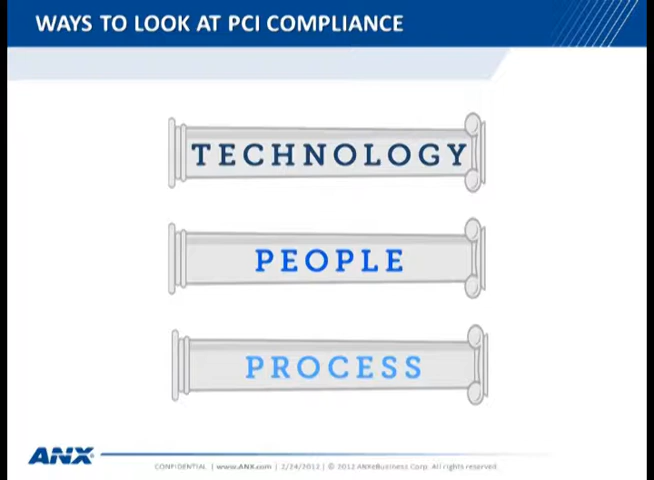 WAYS TO LOOK AT PCI COMPLIANCE
TECHNOLOGY
PEOPLE
PROCESS
ANX
CONFIDENTIAL | www.ANX.com | 2/24/2012 | © 2012 ANXeBusiness Corp. All rights reserved.